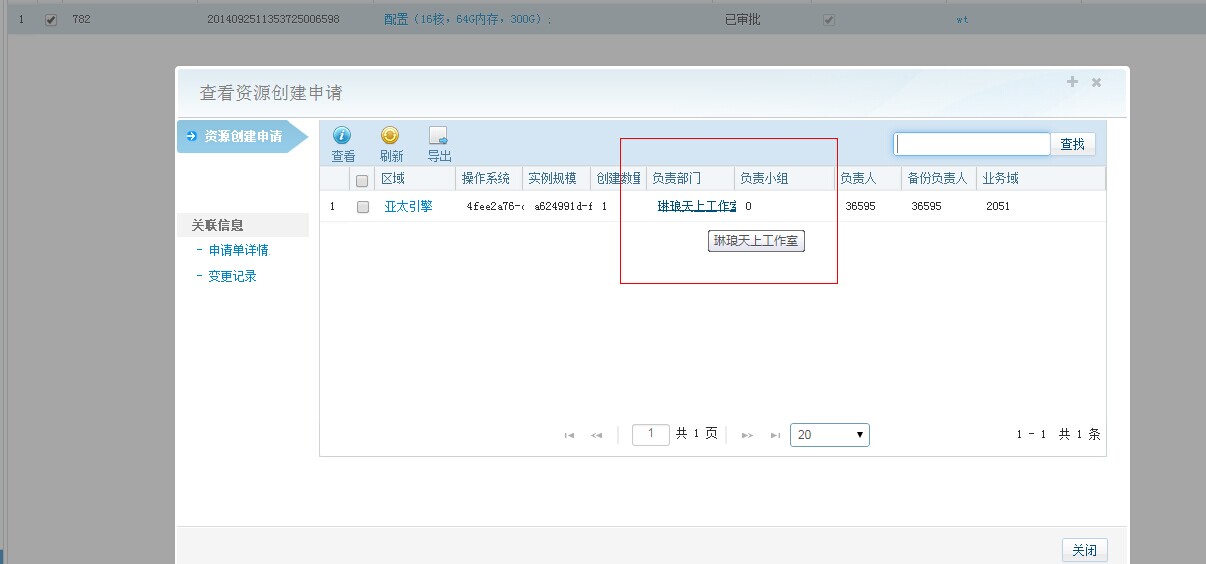 1 782 2014092511353725006598 配置（16核，64G内存，300G）； 已审批 wt
查看资源创建申请
资源创建申请
查看 刷新 导出 查找
区域 操作系统 实例规模 创建数量 负责部门 负责小组 负责人 备份负责人 业务域
1 亚太引擎 4fee2a76- a624991d-f 1 琳琅天上工作室 0 36595 36595 2051
琳琅天上工作室
关联信息
- 申请单详情
- 变更记录
1 共 1 页 20 1 - 1 共 1 条
关闭